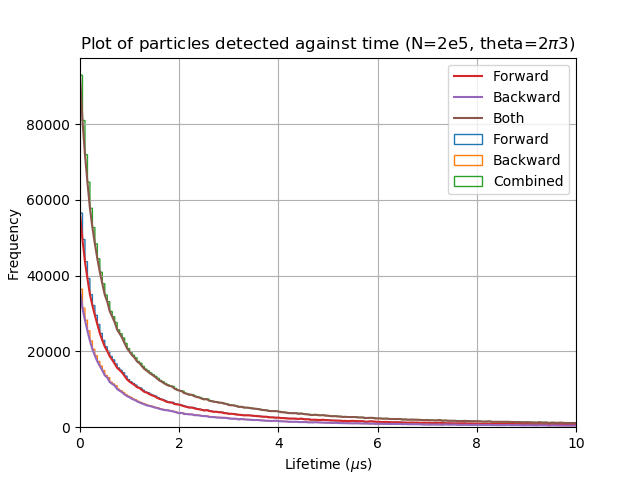 Plot of particles detected against time (N=2e5, theta=2π3)
Forward
Backward
Both
Forward
Backward
Combined
Frequency
80000
60000
40000
20000
0
0 2 4 6 8 10
Lifetime (μs)